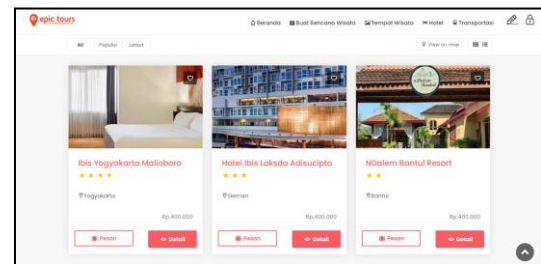 epic tours
Beranda Buat Rencana Wisata Tempat Wisata Hotel Transportasi
All Popular Latest View on map
Ibis Yogyakarta Malioboro
Yogyakarta
Rp.400.000
Pesan Detail
Hotel Ibis Laksda Adisucipto
Sleman
Rp.400.000
Pesan Detail
NDalem Bantul Resort
Bantul
Rp.400.000
Pesan Detail